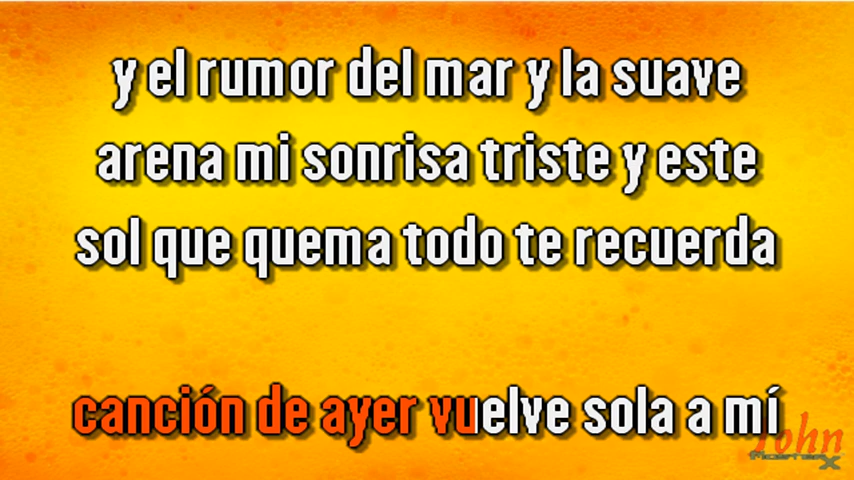 y el rumor del mar y la suave
arena mi sonrisa triste y este
sol que quema todo te recuerda
canción de ayer vuelve sola a mí
John